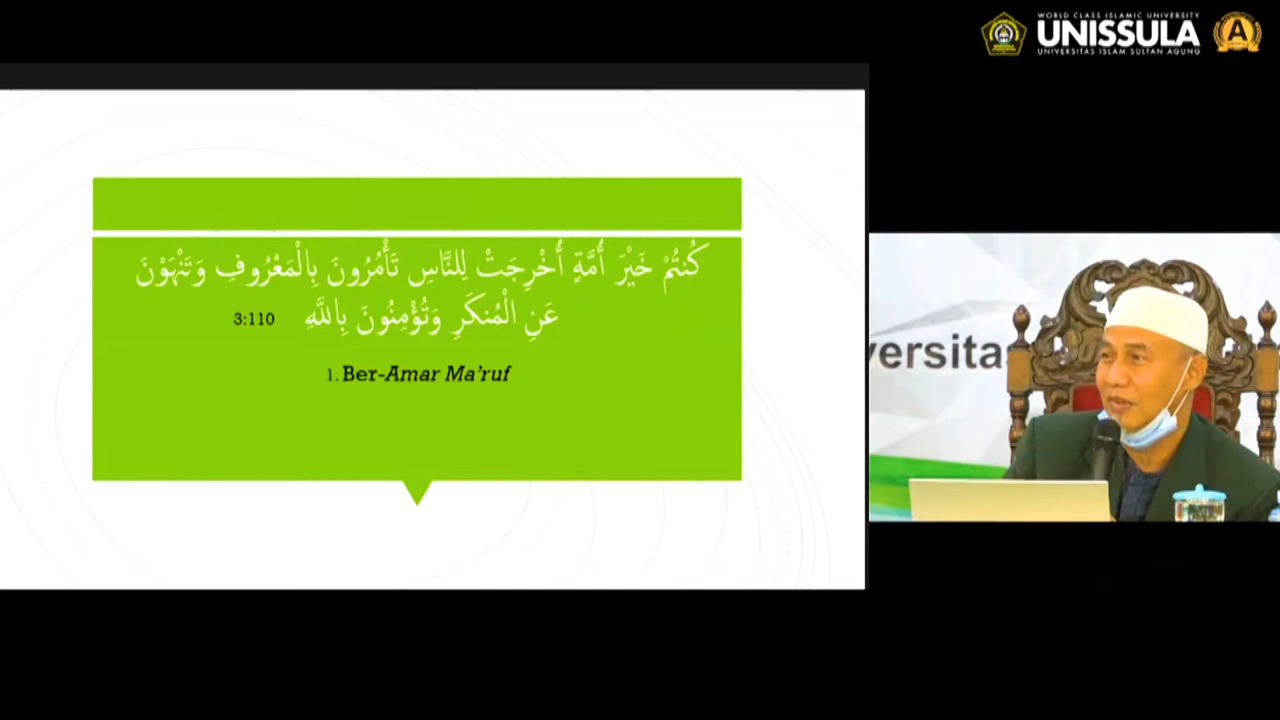 WORLD CLASS ISLAMIC UNIVERSITY
UNISSULA
UNIVERSITAS ISLAM SULTAN AGUNG
A
كُنتُمْ خَيْرَ أُمَّةٍ أُخْرِجَتْ لِلنَّاسِ تَأْمُرُونَ بِالْمَعْرُوفِ وَتَنْهَوْنَ
عَنِ الْمُنكَرِ وَتُؤْمِنُونَ بِاللَّهِ 3:110
1. Ber-Amar Ma’ruf
versitas